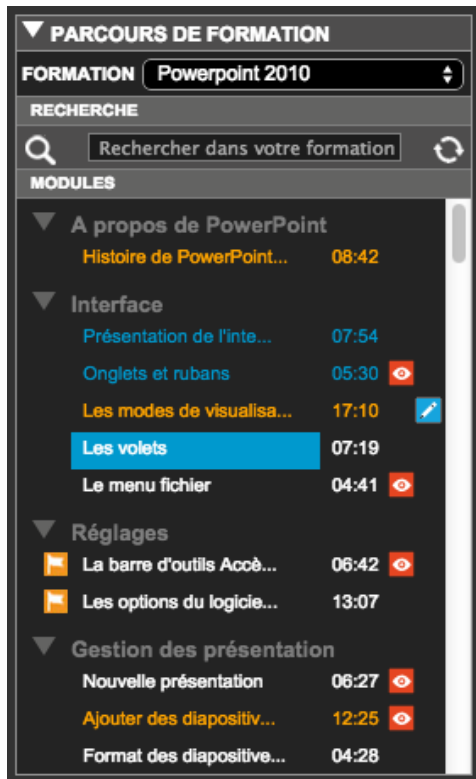 PARCOURS DE FORMATION
FORMATION Powerpoint 2010
RECHERCHE
Rechercher dans votre formation
MODULES
A propos de PowerPoint
Histoire de PowerPoint... 08:42
Interface
Présentation de l'inte... 07:54
Onglets et rubans 05:30
Les modes de visualisa... 17:10
Les volets 07:19
Le menu fichier 04:41
Réglages
La barre d'outils Accè... 06:42
Les options du logicie... 13:07
Gestion des présentation
Nouvelle présentation 06:27
Ajouter des diapositiv... 12:25
Format des diapositive... 04:28